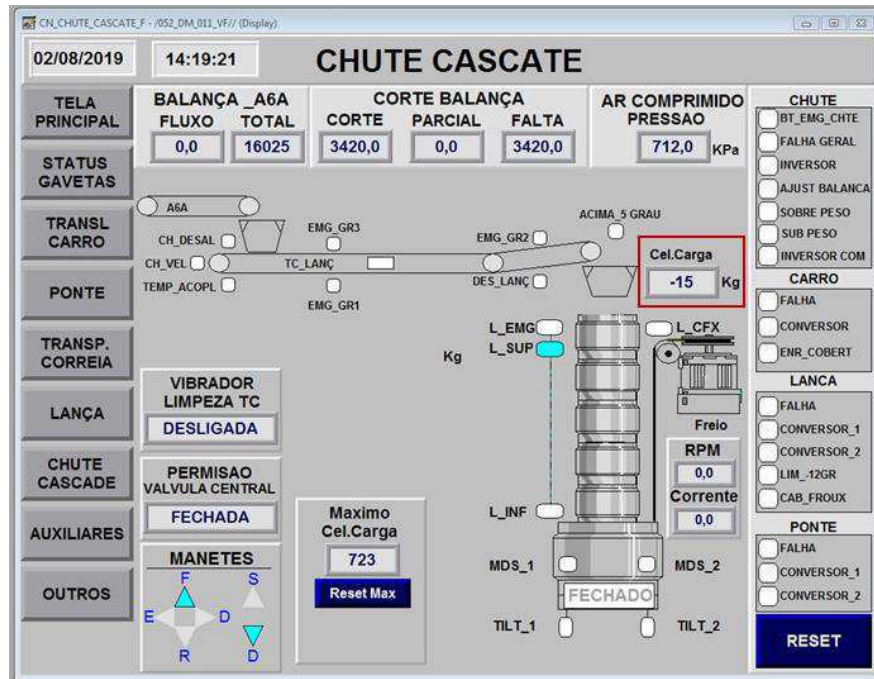 CN_CHUTE_CASCATE_F - /052_DM_011_VF// (Display)
02/08/2019
14:19:21
CHUTE CASCATE
TELA PRINCIPAL
STATUS GAVETAS
TRANSL CARRO
PONTE
TRANSP. CORREIA
LANÇA
CHUTE CASCADE
AUXILIARES
OUTROS
BALANÇA _A6A
FLUXO TOTAL
0,0 16025
CORTE BALANÇA
CORTE PARCIAL FALTA
3420,0 0,0 3420,0
AR COMPRIMIDO
PRESSAO
712,0 KPa
A6A
CH_DESAL
EMG_GR3
EMG_GR2
ACIMA_5 GRAU
CH_VEL
TC_LANÇ
TEMP_ACOPL
EMG_GR1
DES_LANÇ
Cel.Carga
-15 Kg
L_EMG
L_CFX
L_SUP
Kg
Freio
RPM
0,0
Corrente
0,0
L_INF
MDS_1
MDS_2
FECHADO
TILT_1
TILT_2
VIBRADOR
LIMPEZA TC
DESLIGADA
PERMISAO
VALVULA CENTRAL
FECHADA
MANETES
F S
E D
R D
Maximo
Cel.Carga
723
Reset Max
CHUTE
BT_EMG_CHTE
FALHA GERAL
INVERSOR
AJUST BALANCA
SOBRE PESO
SUB PESO
INVERSOR COM
CARRO
FALHA
CONVERSOR
ENR_COBERT
LANCA
FALHA
CONVERSOR_1
CONVERSOR_2
LIM_-12GR
CAB_FROUX
PONTE
FALHA
CONVERSOR_1
CONVERSOR_2
RESET